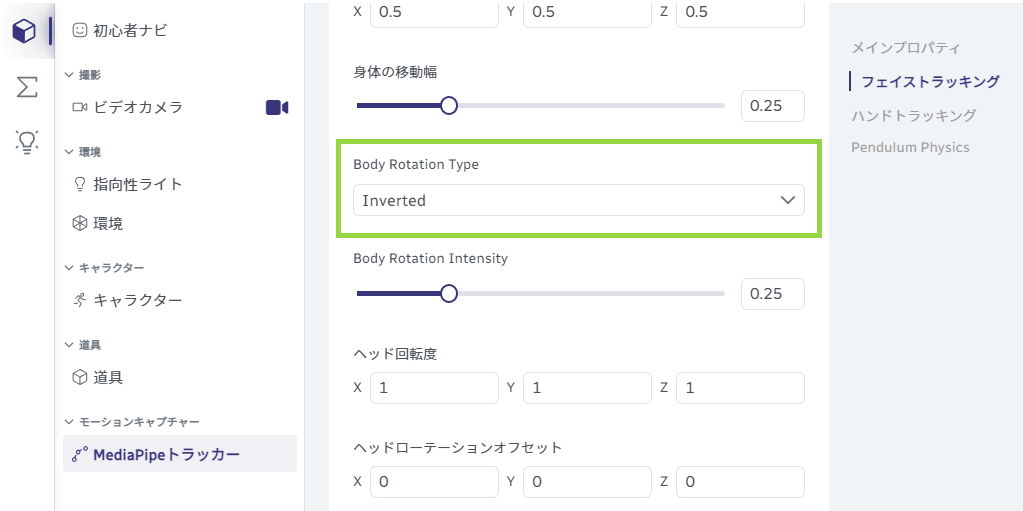 初心者ナビ
撮影
ビデオカメラ
環境
指向性ライト
環境
キャラクター
キャラクター
道具
道具
モーションキャプチャー
MediaPipeトラッカー
X 0.5 Y 0.5 Z 0.5
身体の移動幅
0.25
Body Rotation Type
Inverted
Body Rotation Intensity
0.25
ヘッド回転度
X 1 Y 1 Z 1
ヘッドローテーションオフセット
X 0 Y 0 Z 0
メインプロパティ
フェイストラッキング
ハンドトラッキング
Pendulum Physics